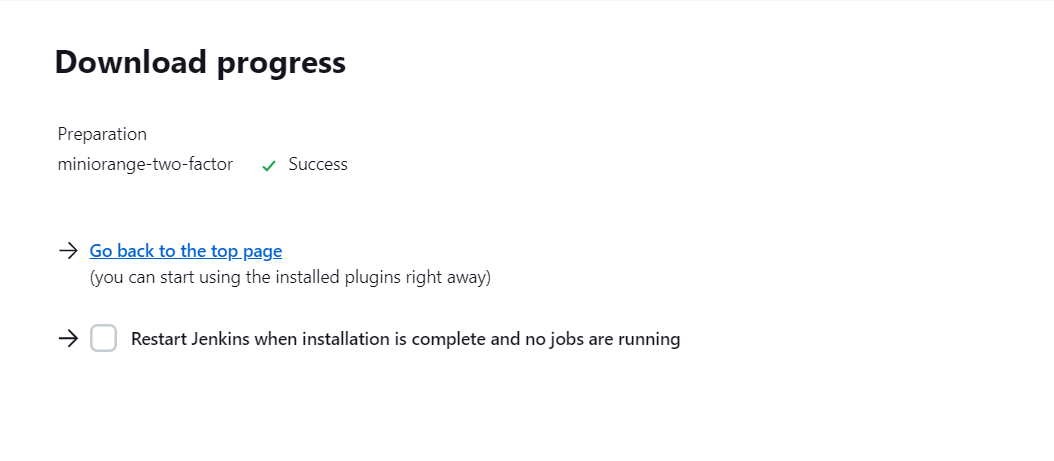 Download progress
Preparation
miniorange-two-factor Success
Go back to the top page
(you can start using the installed plugins right away)
Restart Jenkins when installation is complete and no jobs are running